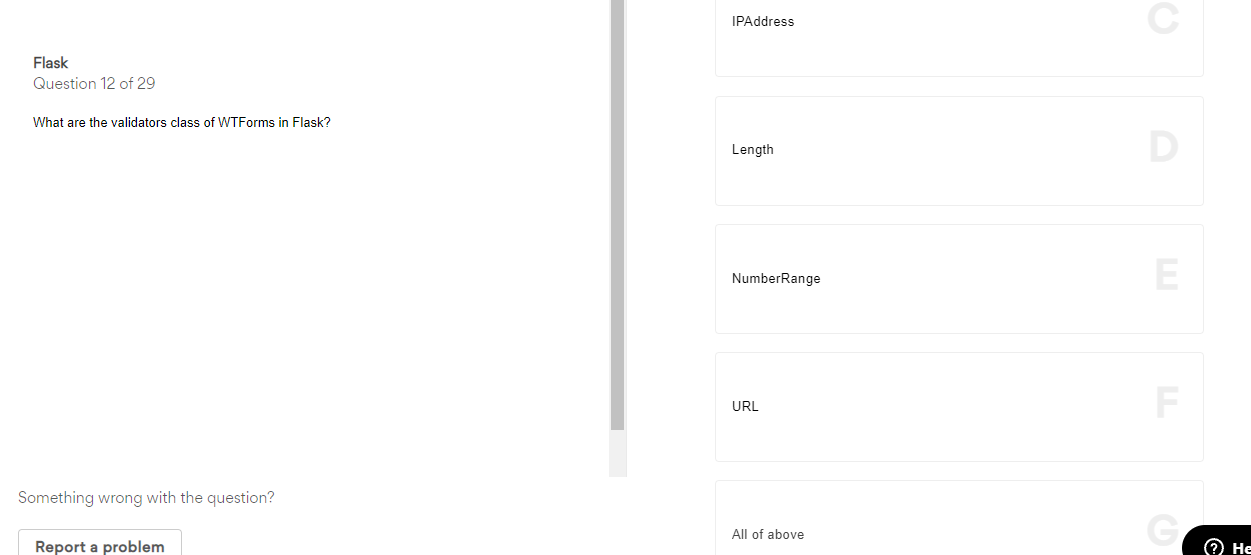 Flask
Question 12 of 29
What are the validators class of WTForms in Flask?
Something wrong with the question?
Report a problem
IPAddress
C
Length
D
NumberRange
E
URL
F
All of above
G